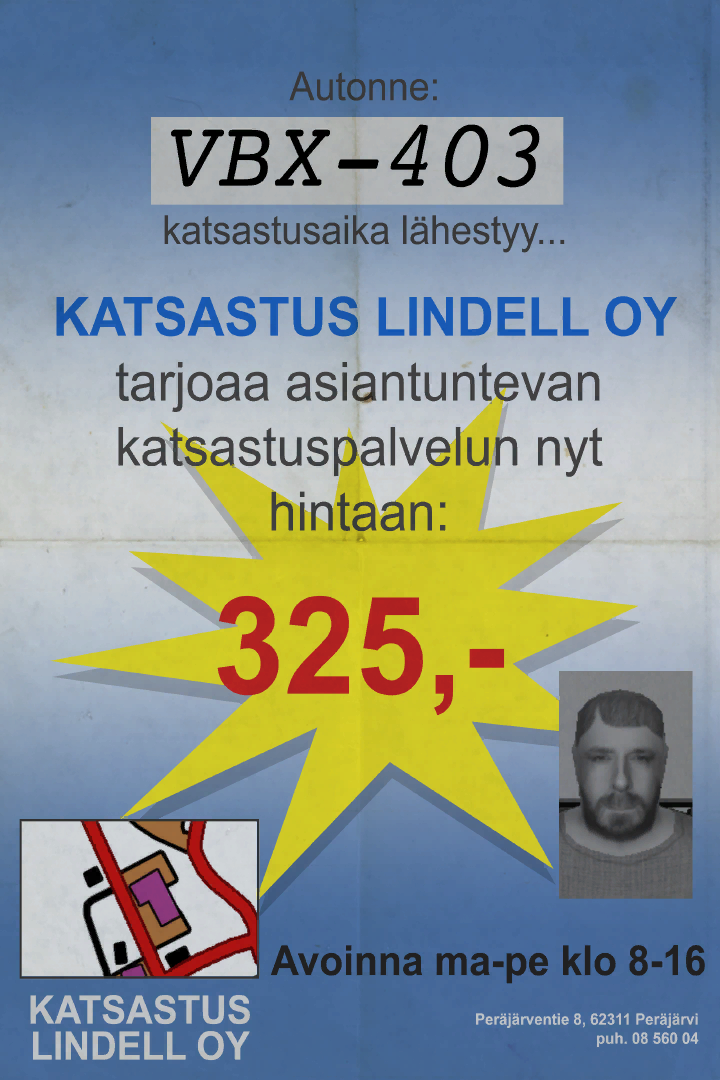 Autonne:
VBX-403
katsastusaika lähestyy...
KATSASTUS LINDELL OY
tarjoaa asiantuntevan
katsastuspalvelun nyt
hintaan:
325,-
Avoinna ma-pe klo 8-16
KATSASTUS
LINDELL OY
Peräjärventie 8, 62311 Peräjärvi
puh. 08 560 04